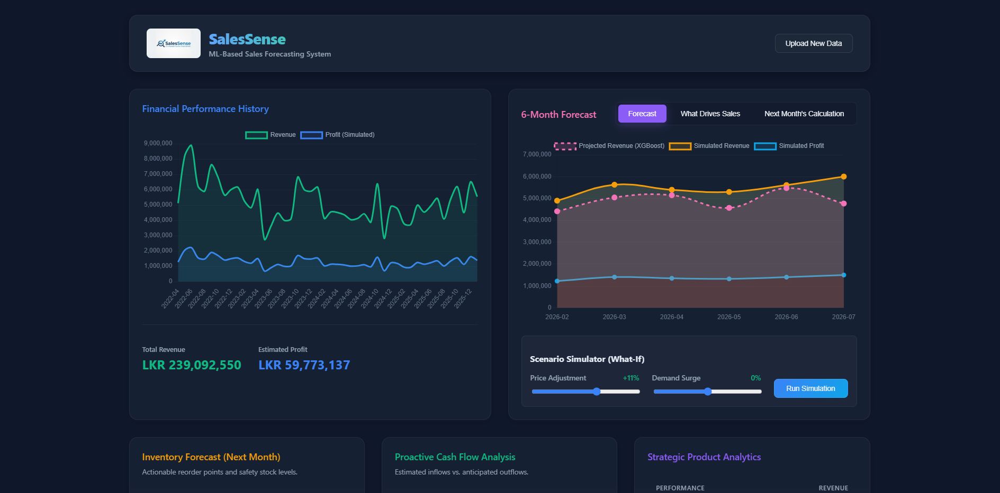 SalesSense
SalesSense
ML-Based Sales Forecasting System
Upload New Data
Financial Performance History
Revenue
Profit (Simulated)
9,000,000
8,000,000
7,000,000
6,000,000
5,000,000
4,000,000
3,000,000
2,000,000
1,000,000
0
2022-04
2022-06
2022-08
2022-10
2022-12
2023-02
2023-04
2023-06
2023-08
2023-10
2023-12
2024-02
2024-04
2024-06
2024-08
2024-10
2024-12
2025-02
2025-04
2025-06
2025-08
2025-10
2025-12
Total Revenue
LKR 239,092,550
Estimated Profit
LKR 59,773,137
6-Month Forecast
Forecast
What Drives Sales
Next Month's Calculation
Projected Revenue (XGBoost)
Simulated Revenue
Simulated Profit
7,000,000
6,000,000
5,000,000
4,000,000
3,000,000
2,000,000
1,000,000
0
2026-02
2026-03
2026-04
2026-05
2026-06
2026-07
Scenario Simulator (What-If)
Price Adjustment
+11%
Demand Surge
0%
Run Simulation
Inventory Forecast (Next Month)
Actionable reorder points and safety stock levels.
Proactive Cash Flow Analysis
Estimated inflows vs. anticipated outflows.
Strategic Product Analytics
PERFORMANCE
REVENUE